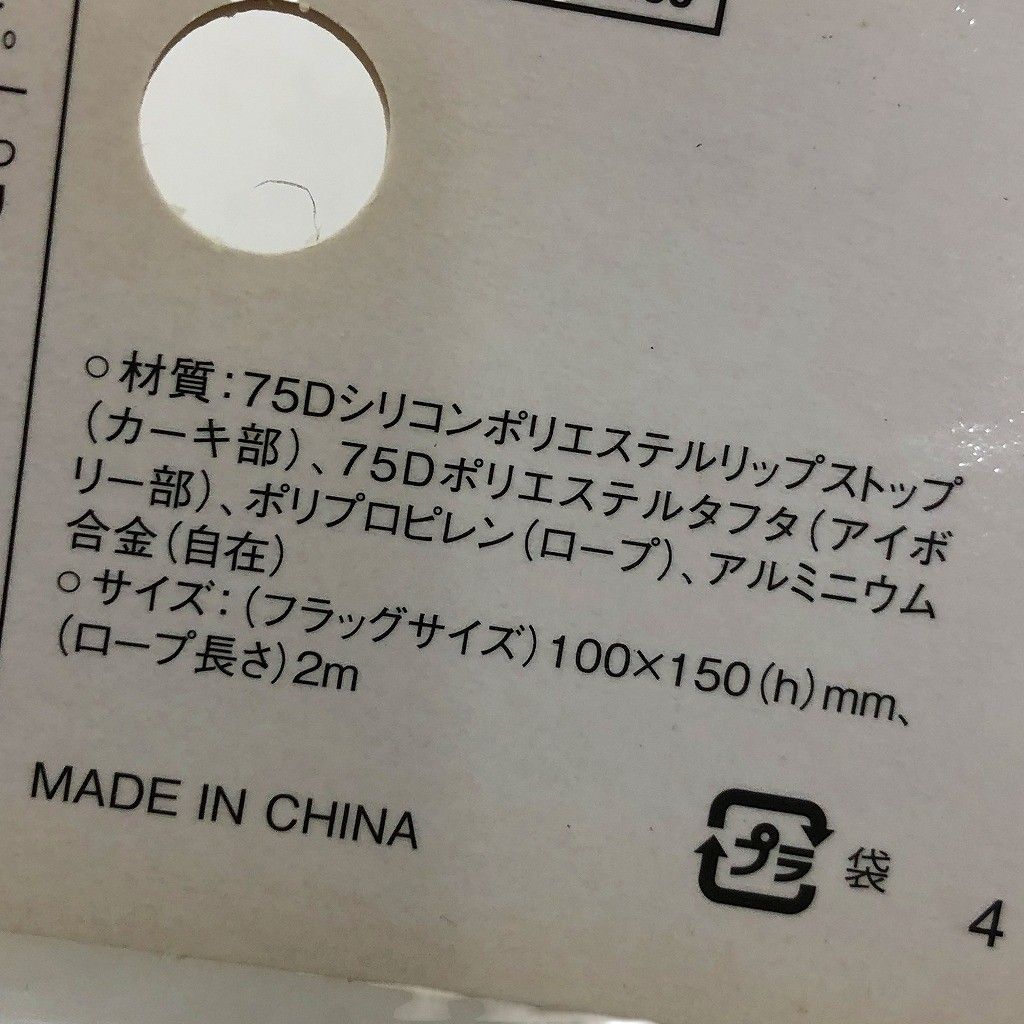 ○材質:75Dシリコンポリエステルリップストップ
(カーキ部)、75Dポリエステルタフタ(アイボ
リー部)、ポリプロピレン(ロープ)、アルミニウム
合金(自在)
○サイズ:(フラッグサイズ)100×150(h)mm、
(ロープ長さ)2m
MADE IN CHINA
プラ 袋
4